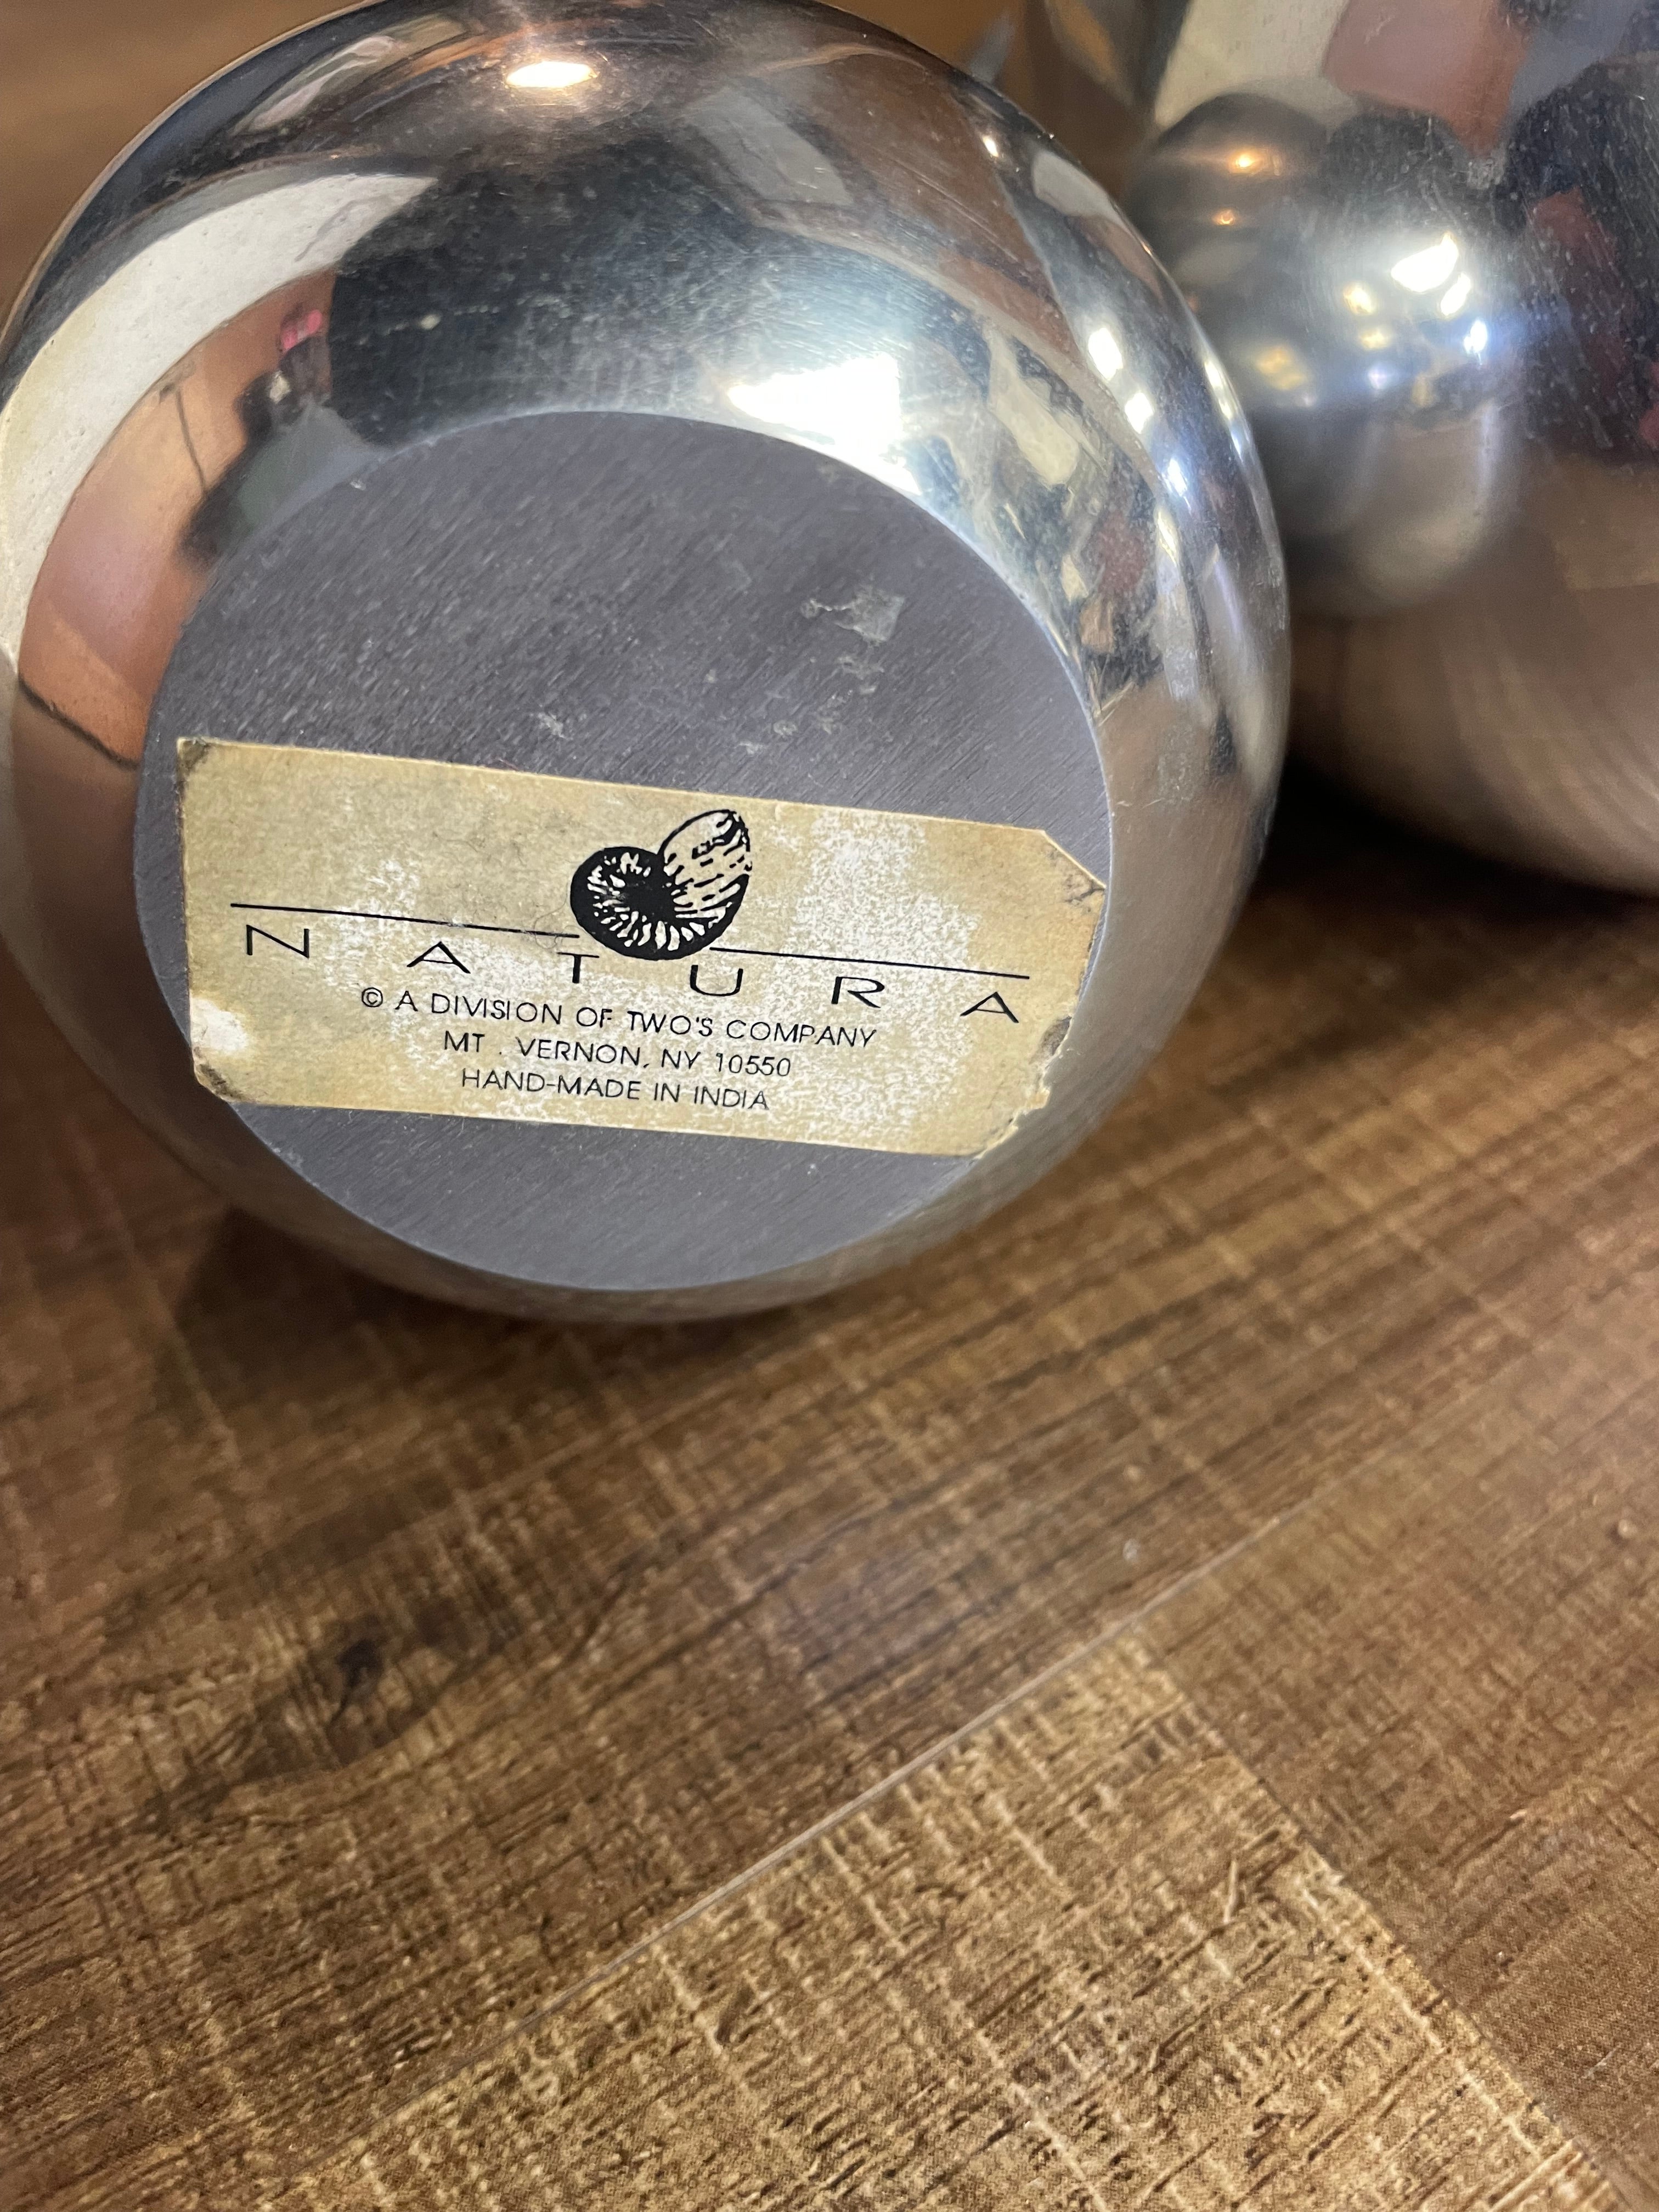 NATURA
© A DIVISION OF TWO'S COMPANY
MT . VERNON, NY 10550
HAND-MADE IN INDIA